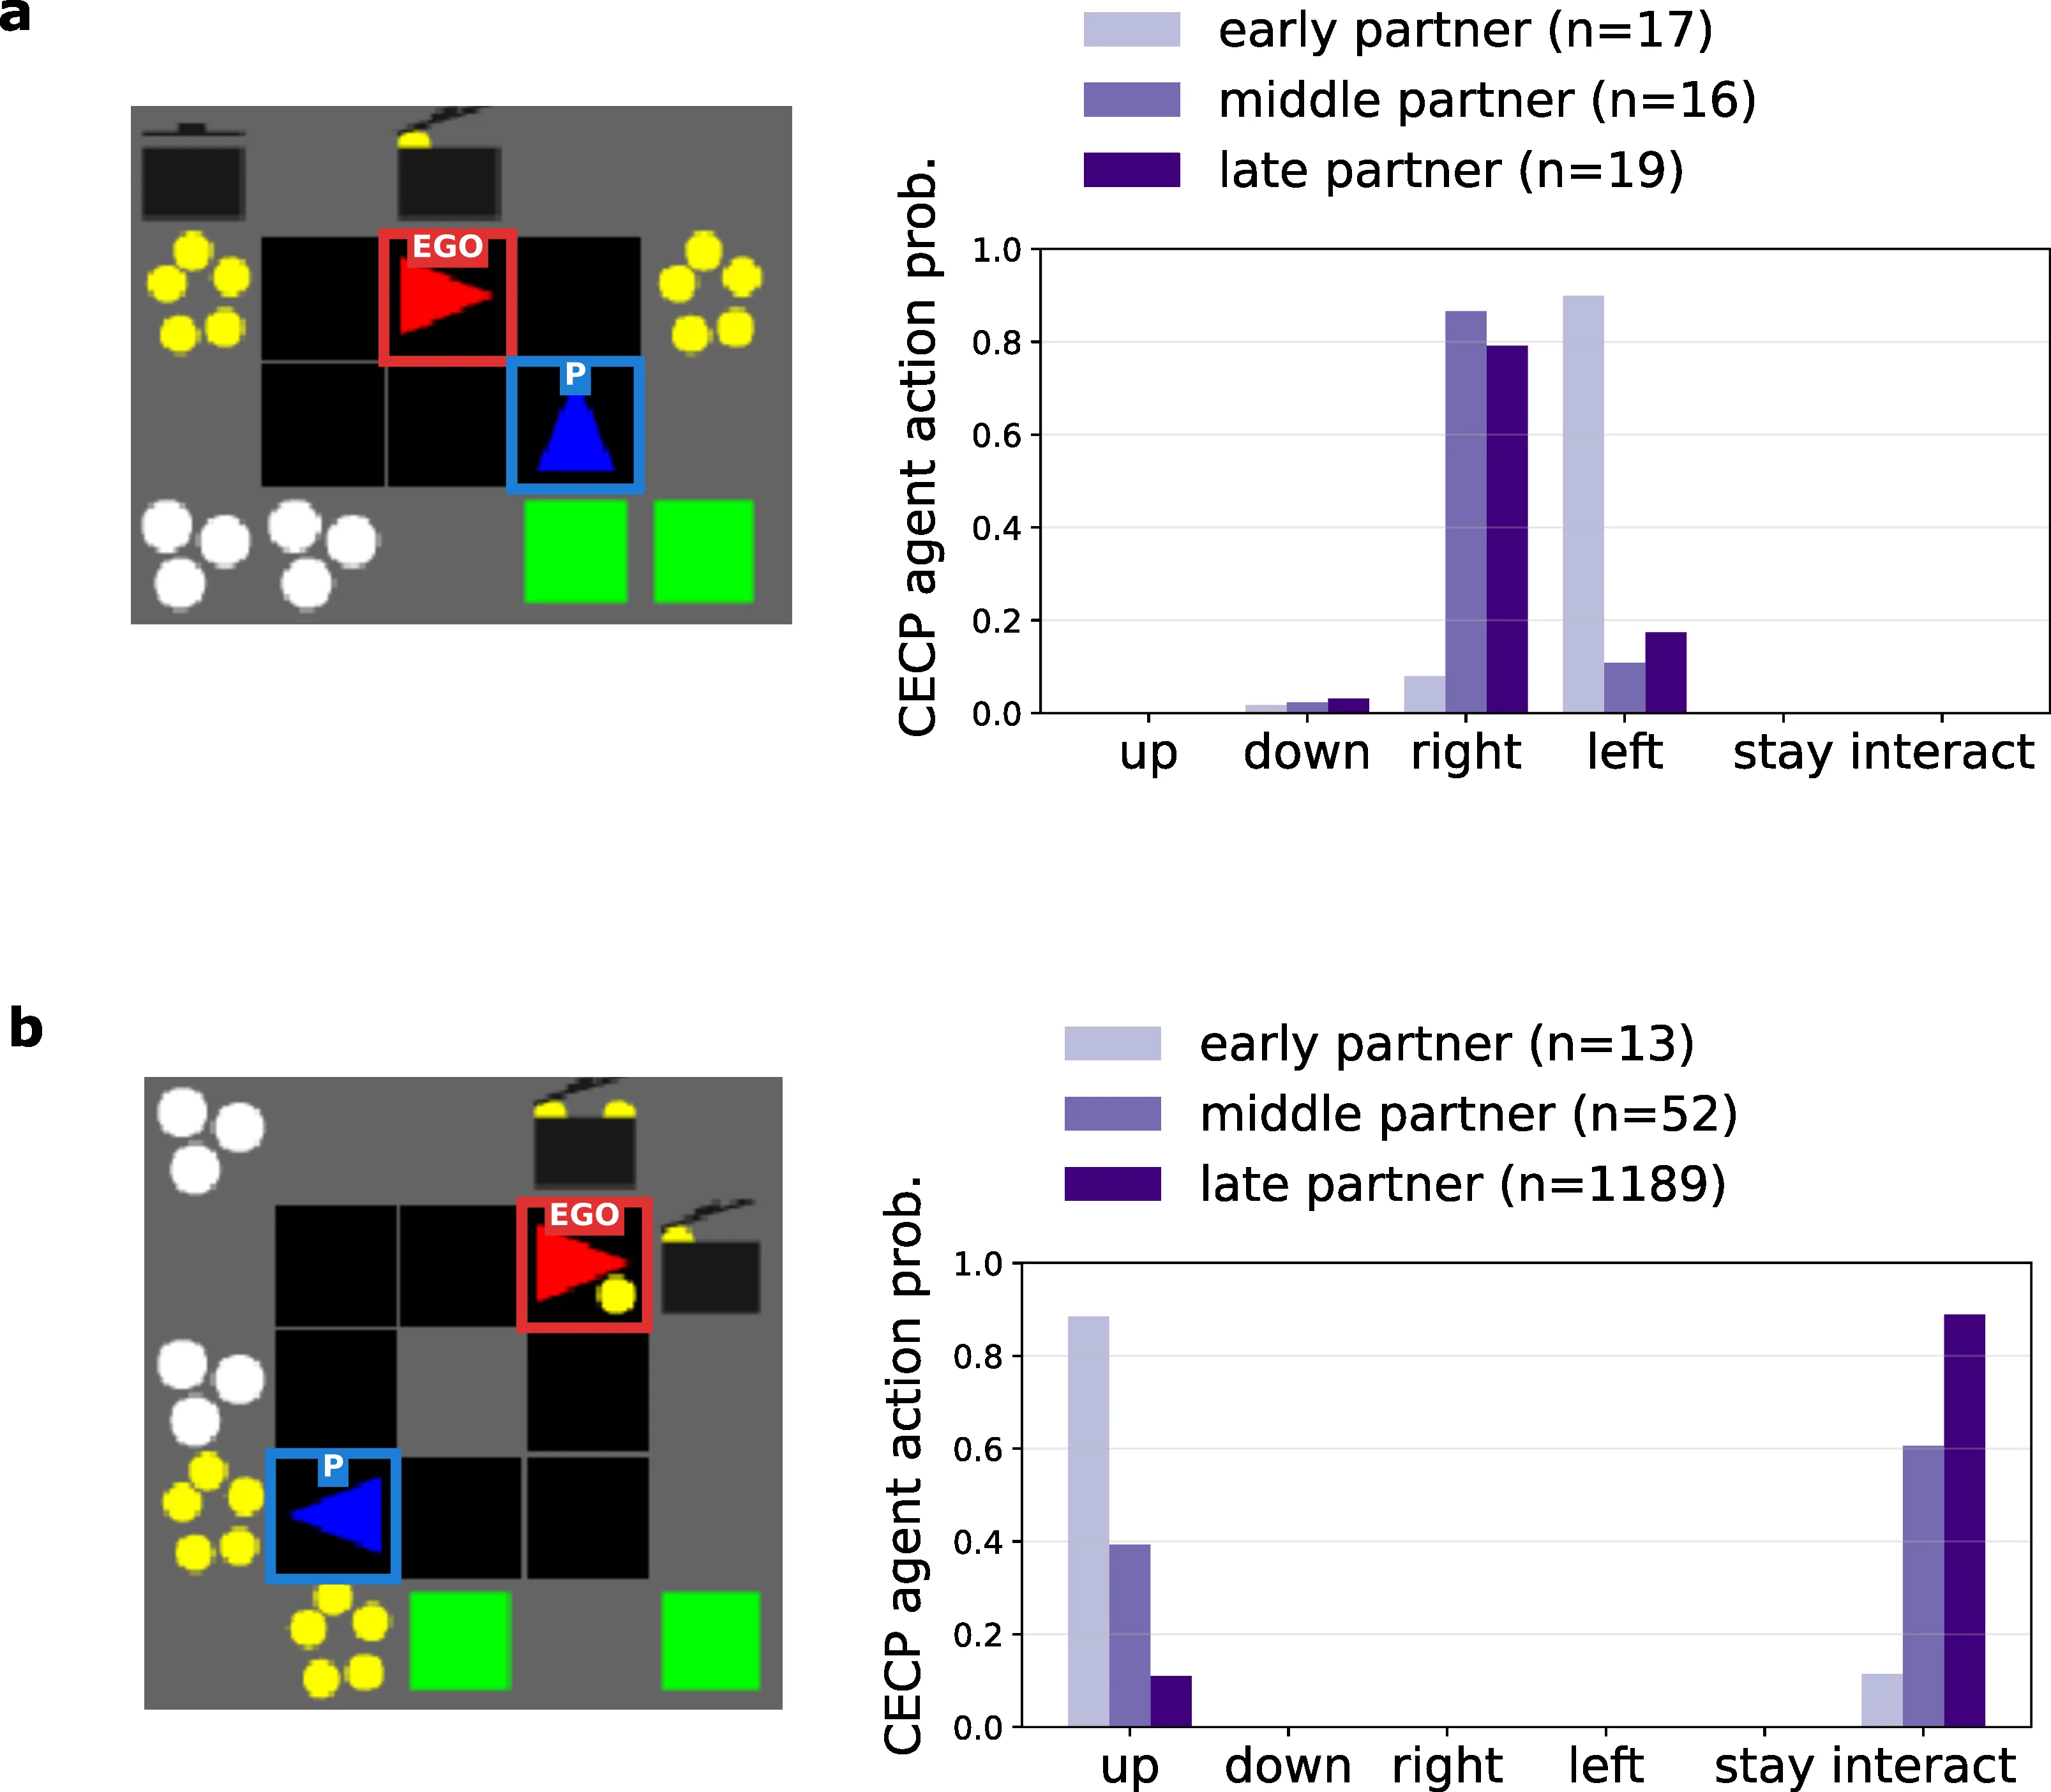 a
early partner (n=17)
middle partner (n=16)
late partner (n=19)
EGO
P
CECP agent action prob.
1.0
0.8
0.6
0.4
0.2
0.0
up down right left stay interact
b
early partner (n=13)
middle partner (n=52)
late partner (n=1189)
EGO
P
CECP agent action prob.
1.0
0.8
0.6
0.4
0.2
0.0
up down right left stay interact